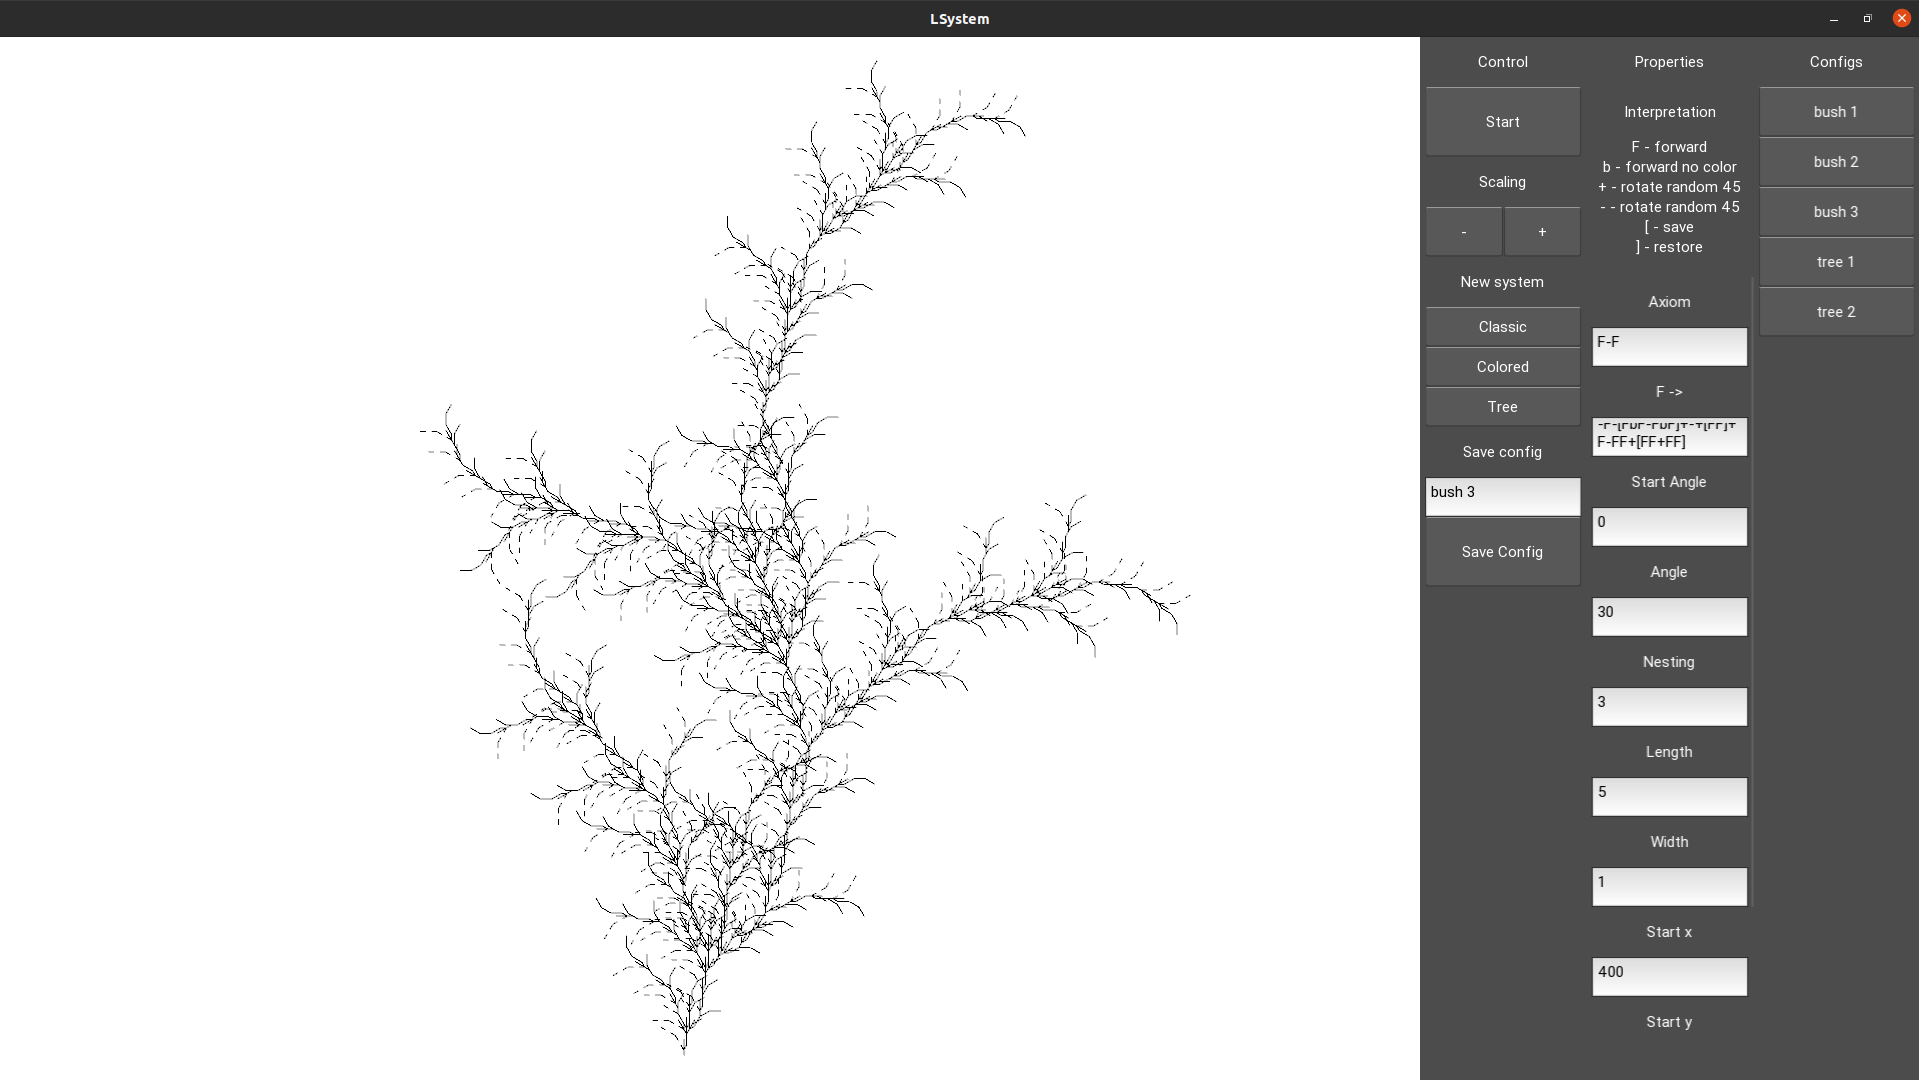 LSystem
Control
Start
Scaling
-
+
New system
Classic
Colored
Tree
Save config
bush 3
Save Config
Properties
Interpretation
F - forward
b - forward no color
+ - rotate random 45
- - rotate random 45
[ - save
] - restore
Axiom
F-F
F ->
F-FF+[FF+FF]
Start Angle
0
Angle
30
Nesting
3
Length
5
Width
1
Start x
400
Start y
Configs
bush 1
bush 2
bush 3
tree 1
tree 2